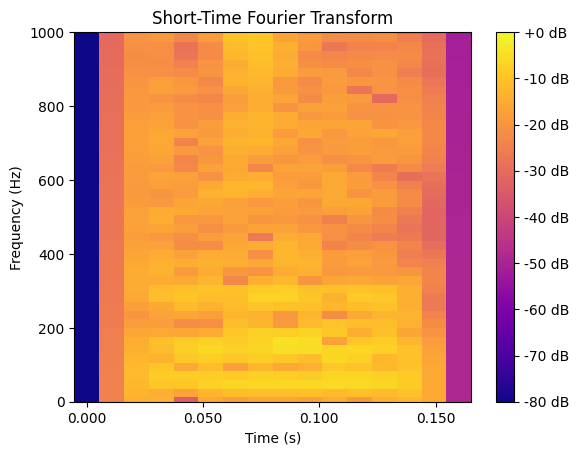 Short-Time Fourier Transform
Frequency (Hz)
1000
800
600
400
200
0
0.000
0.050
0.100
0.150
Time (s)
+0 dB
-10 dB
-20 dB
-30 dB
-40 dB
-50 dB
-60 dB
-70 dB
-80 dB